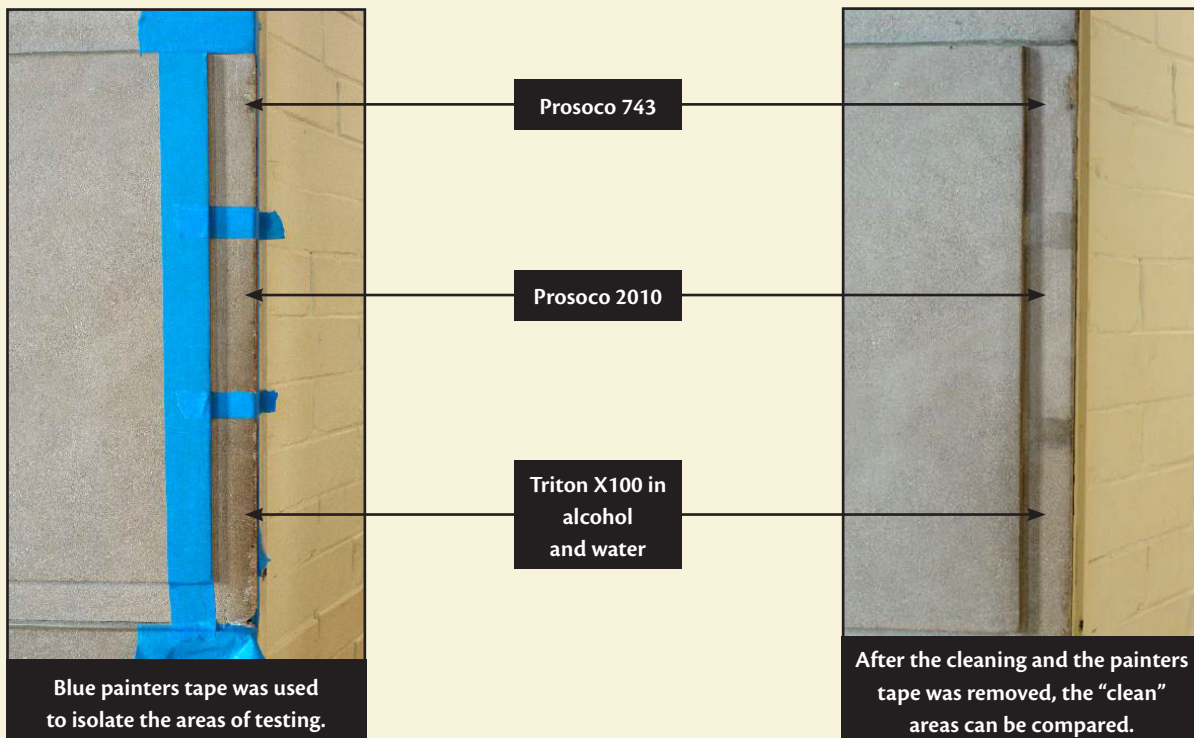 Prosoco 743
Prosoco 2010
Triton X100 in
alcohol
and water
Blue painters tape was used
to isolate the areas of testing.
After the cleaning and the painters
tape was removed, the “clean”
areas can be compared.